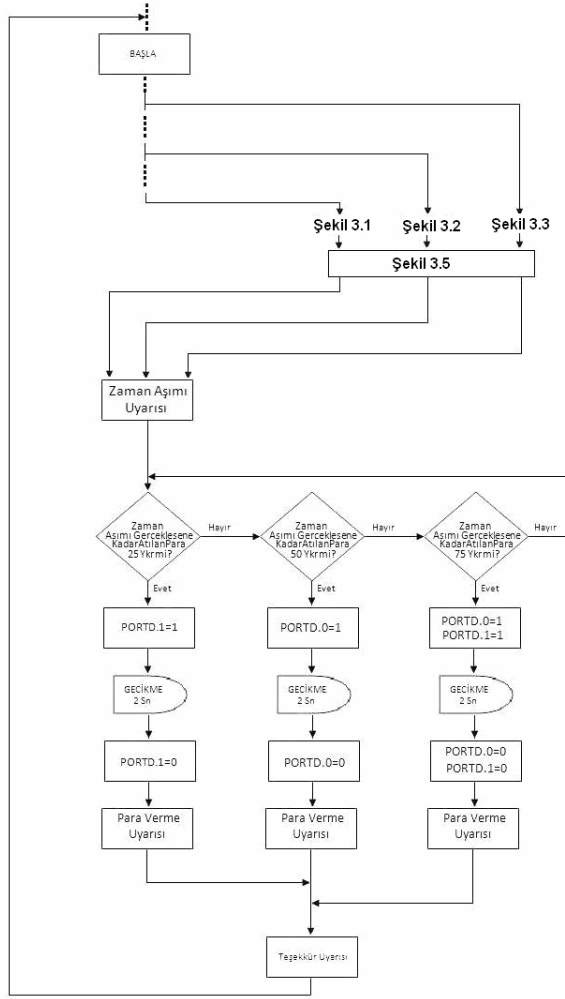 BAŞLA
Şekil 3.1
Şekil 3.2
Şekil 3.3
Şekil 3.5
Zaman Aşımı
Uyarısı
Zaman
Aşımı Gerceklesene
KadarAtılanPara
25 Ykrmi?
Hayır
Zaman
Aşımı Gerceklesene
KadarAtılanPara
50 Ykrmi?
Hayır
Zaman
Aşımı Gerceklesene
KadarAtılanPara
75 Ykrmi?
Hayır
Evet
Evet
Evet
PORTD.1=1
PORTD.0=1
PORTD.0=1
PORTD.1=1
GECİKME
2 Sn
GECİKME
2 Sn
GECİKME
2 Sn
PORTD.1=0
PORTD.0=0
PORTD.0=0
PORTD.1=0
Para Verme
Uyarısı
Para Verme
Uyarısı
Para Verme
Uyarısı
Teşekkür Uyarısı